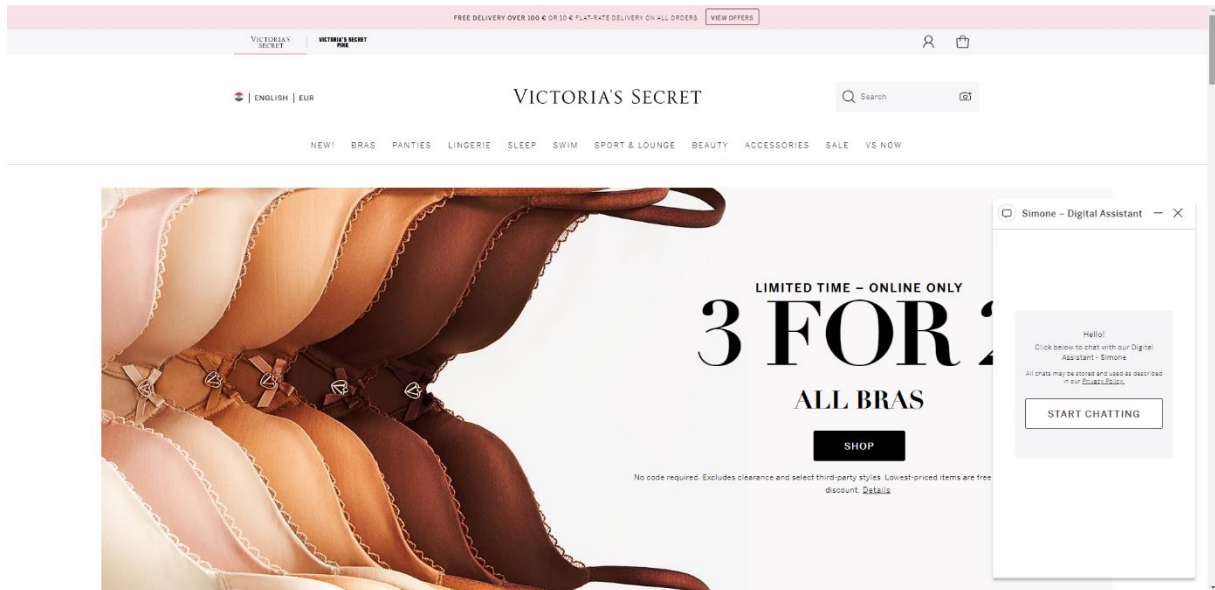 FREE DELIVERY OVER 100 € OR 10 € FLAT-RATE DELIVERY ON ALL ORDERS VIEW OFFERS
VICTORIA'S SECRET
VICTORIA'S SECRET PINK
ENGLISH | EUR
VICTORIA'S SECRET
Search
NEW! BRAS PANTIES LINGERIE SLEEP SWIM SPORT & LOUNGE BEAUTY ACCESSORIES SALE VS NOW
LIMITED TIME – ONLINE ONLY
3 FOR 2
ALL BRAS
SHOP
No code required. Excludes clearance and select third-party styles. Lowest-priced items are free
discount. Details
Simone – Digital Assistant
Hello!
Click below to chat with our Digital
Assistant - Simone
All chats may be stored and used as described
in our Privacy Policy.
START CHATTING